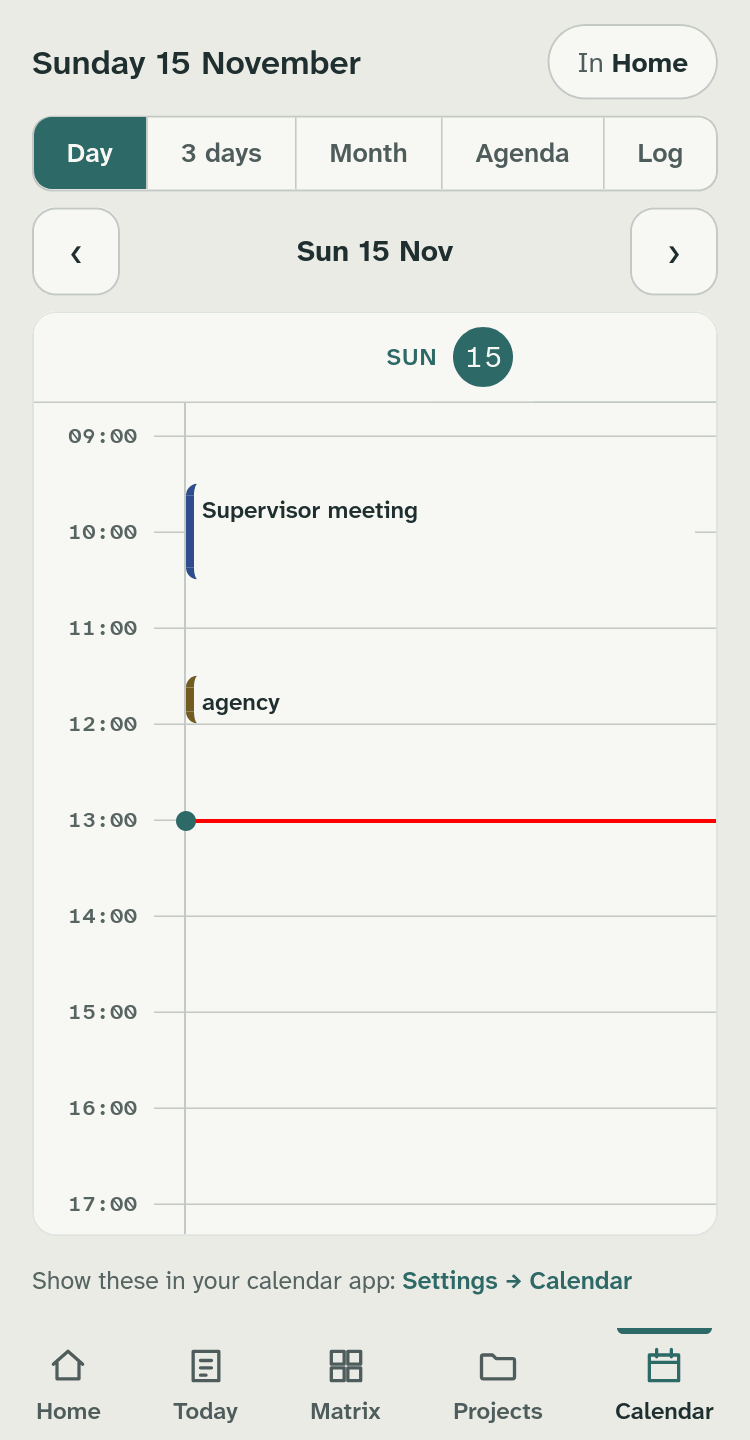 Sunday 15 November
In Home
Day 3 days Month Agenda Log
‹ Sun 15 Nov ›
SUN 15
09:00
Supervisor meeting
10:00
11:00
agency
12:00
13:00
14:00
15:00
16:00
17:00
Show these in your calendar app: Settings → Calendar
Home Today Matrix Projects Calendar